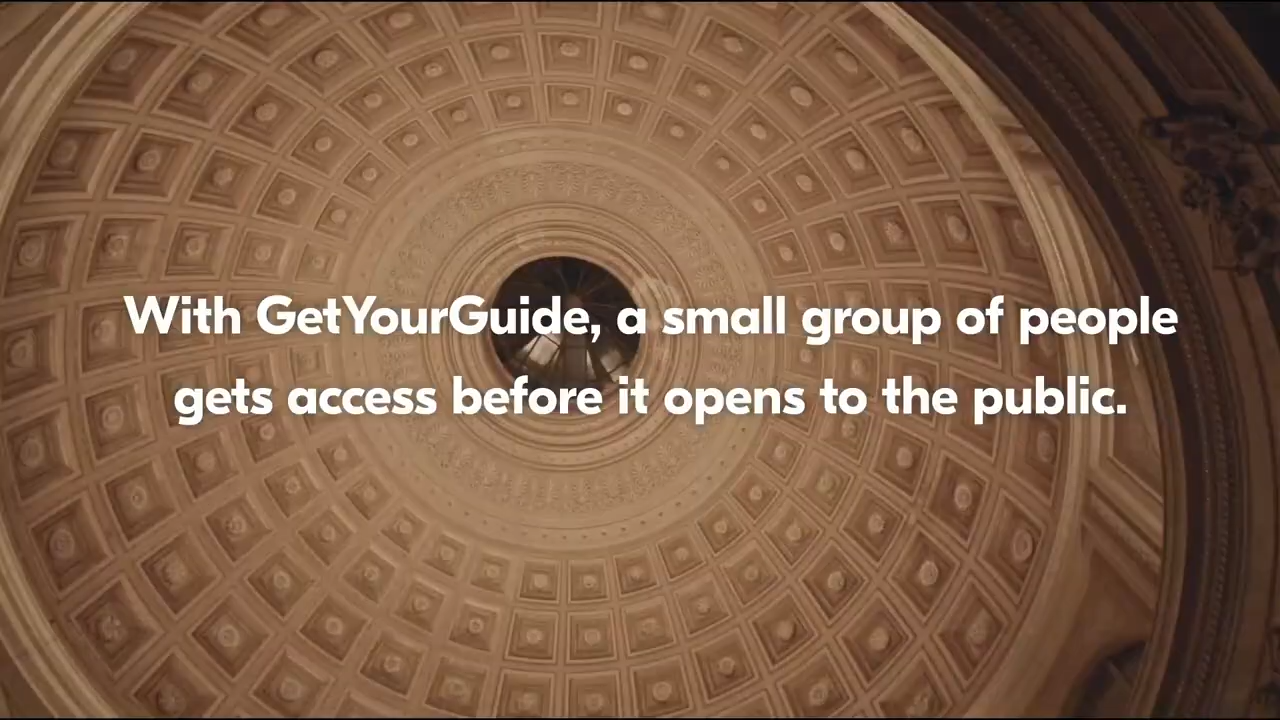 With GetYourGuide, a small group of people
gets access before it opens to the public.